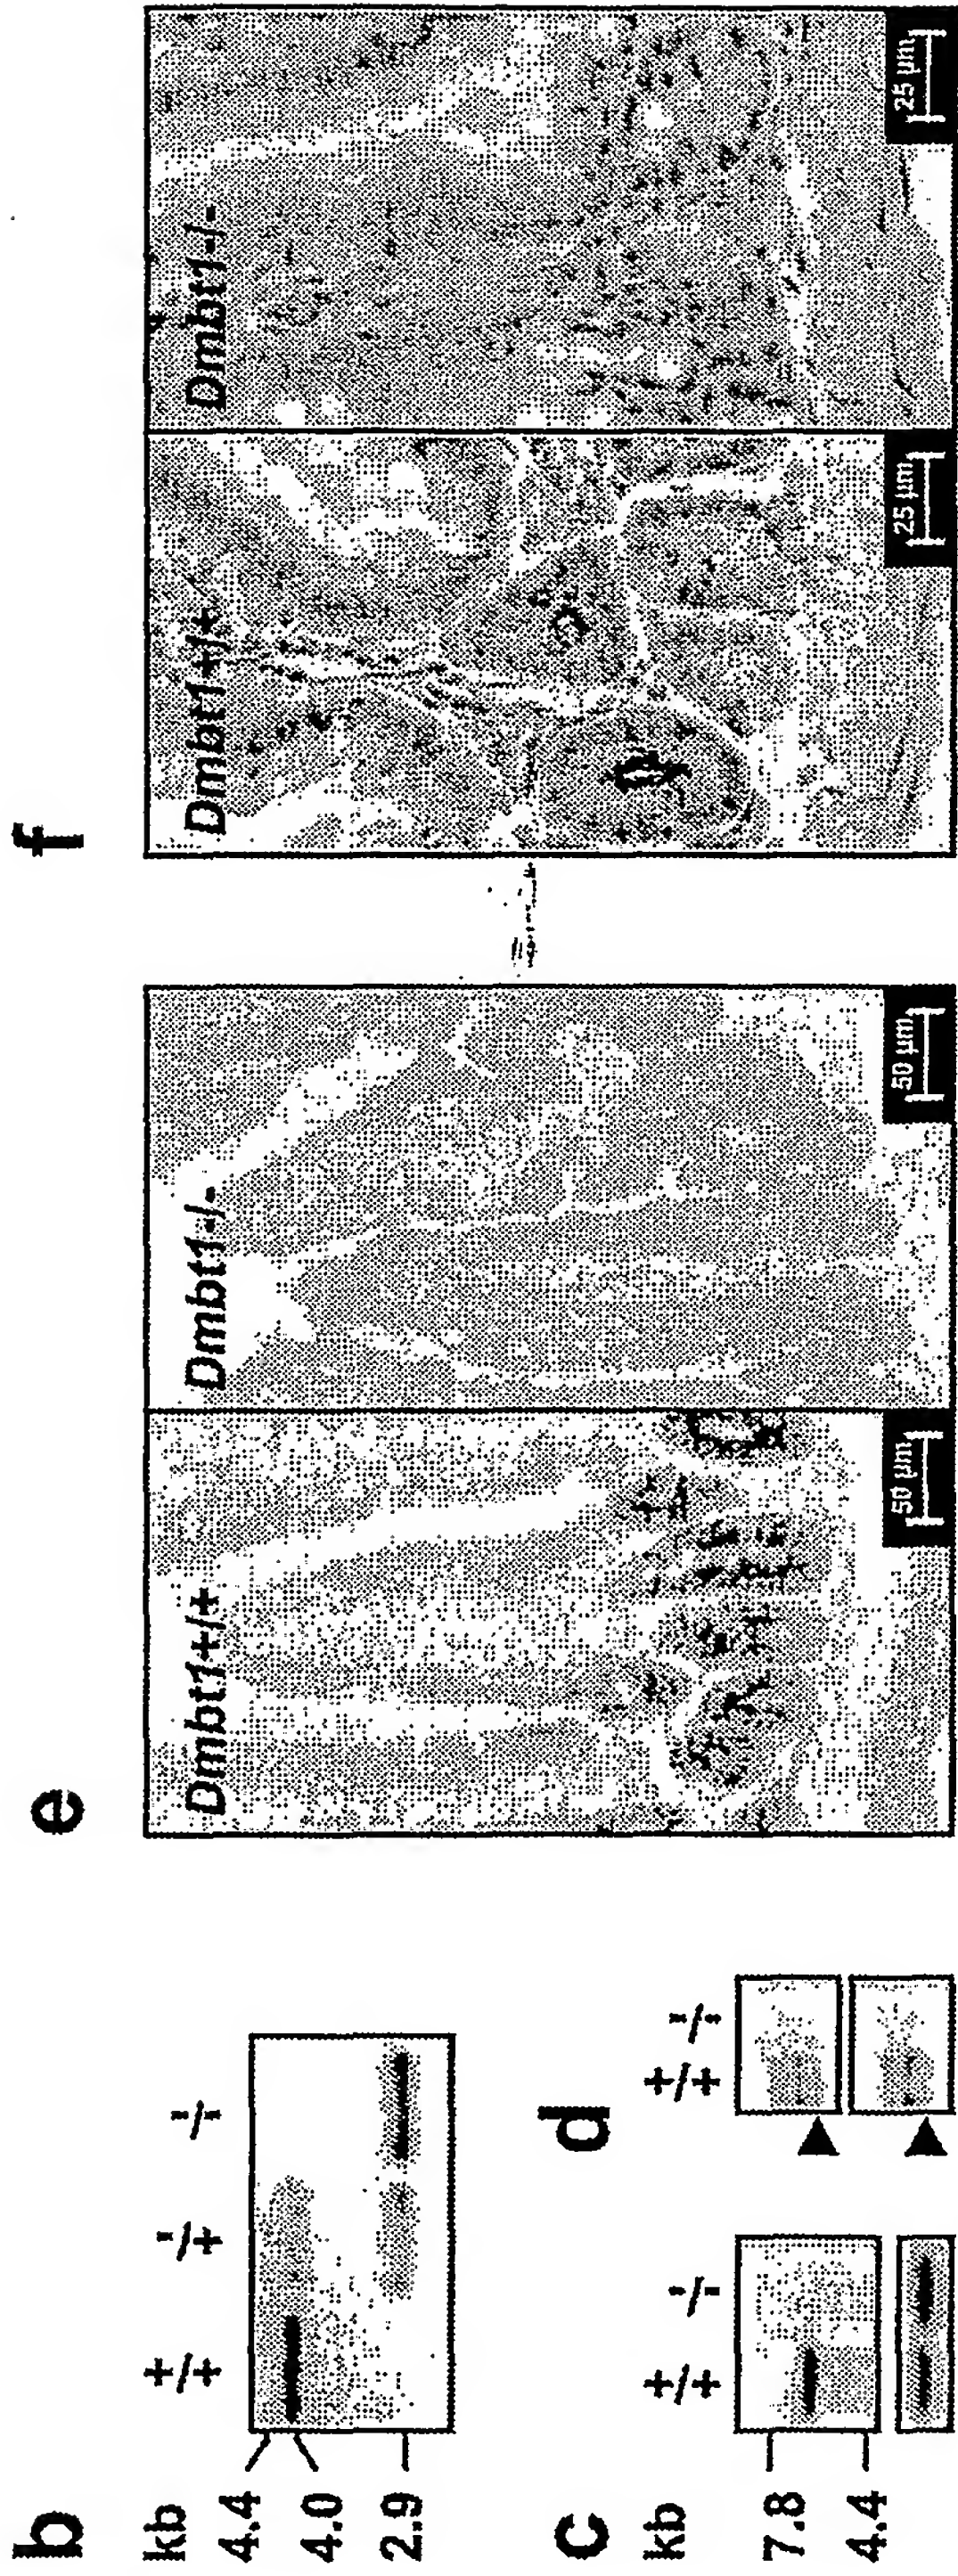 b
kb +/+ -/+ -/-
4.4
4.0
2.9
c
kb +/+ -/-
7.8
4.4
d
+/+ -/-
e
Dmbt1+/+ Dmbt1-/-
50 µm 50 µm
f
Dmbt1+/+ Dmbt1-/-
25 µm 25 µm